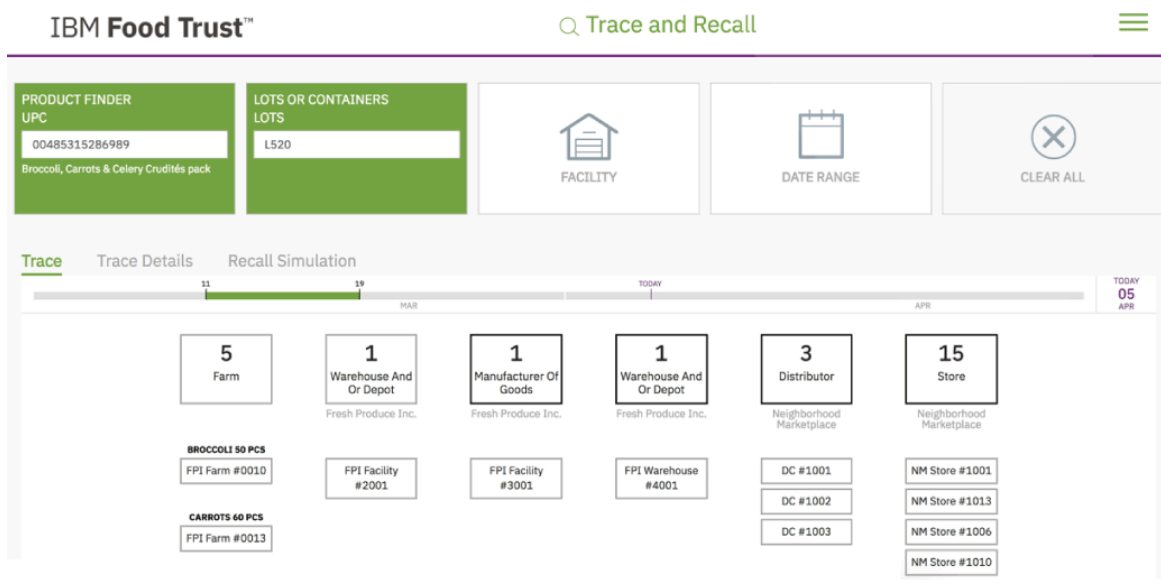 IBM Food Trust™
Trace and Recall
PRODUCT FINDER
UPC
00485315286989
Broccoli, Carrots & Celery Crudités pack
LOTS OR CONTAINERS
LOTS
L520
FACILITY
DATE RANGE
CLEAR ALL
Trace
Trace Details
Recall Simulation
11
19
TODAY
MAR
APR
TODAY
05
APR
5
Farm
1
Warehouse And
Or Depot
Fresh Produce Inc.
1
Manufacturer Of
Goods
Fresh Produce Inc.
1
Warehouse And
Or Depot
Fresh Produce Inc.
3
Distributor
Neighborhood
Marketplace
15
Store
Neighborhood
Marketplace
BROCCOLI 50 PCS
FPI Farm #0010
CARROTS 60 PCS
FPI Farm #0013
FPI Facility
#2001
FPI Facility
#3001
FPI Warehouse
#4001
DC #1001
DC #1002
DC #1003
NM Store #1001
NM Store #1013
NM Store #1006
NM Store #1010